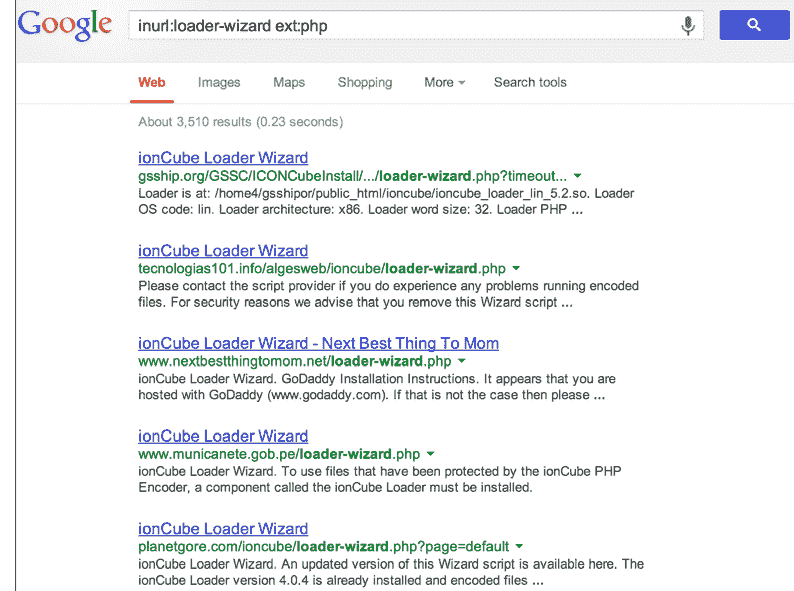 Google
inurl:loader-wizard ext:php
Web Images Maps Shopping More Search tools
About 3,510 results (0.23 seconds)
ionCube Loader Wizard
gsship.org/GSSC/ICONCubeInstall/.../loader-wizard.php?timeout...
Loader is at: /home4/gsshipor/public_html/ioncube/ioncube_loader_lin_5.2.so. Loader
OS code: lin. Loader architecture: x86. Loader word size: 32. Loader PHP ...
ionCube Loader Wizard
tecnologias101.info/algesweb/ioncube/loader-wizard.php
Please contact the script provider if you do experience any problems running encoded
files. For security reasons we advise that you remove this Wizard script ...
ionCube Loader Wizard - Next Best Thing To Mom
www.nextbestthingtomom.net/loader-wizard.php
ionCube Loader Wizard. GoDaddy Installation Instructions. It appears that you are
hosted with GoDaddy (www.godaddy.com). If that is not the case then please ...
ionCube Loader Wizard
www.municanete.gob.pe/loader-wizard.php
ionCube Loader Wizard. To use files that have been protected by the ionCube PHP
Encoder, a component called the ionCube Loader must be installed.
ionCube Loader Wizard
planetgore.com/ioncube/loader-wizard.php?page=default
ionCube Loader Wizard. An updated version of this Wizard script is available here. The
ionCube Loader version 4.0.4 is already installed and encoded files ...